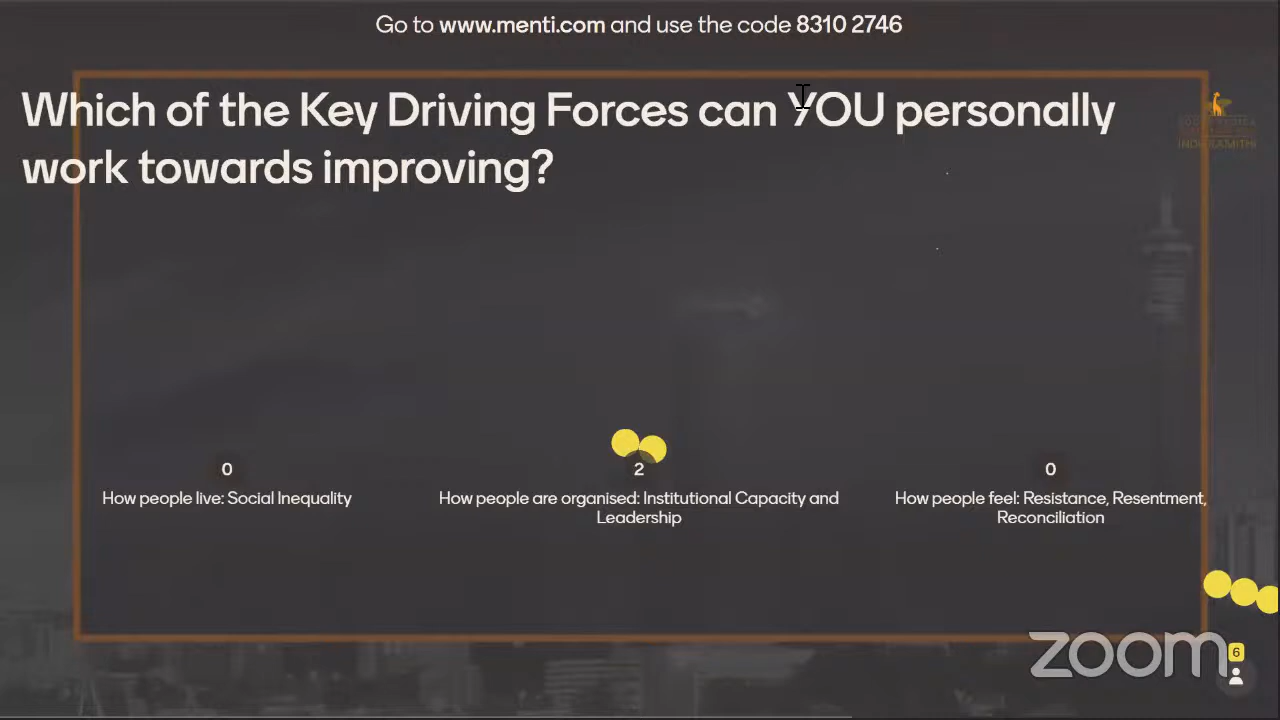 Go to www.menti.com and use the code 8310 2746
Which of the Key Driving Forces can YOU personally
work towards improving?
0
2
0
How people live: Social Inequality
How people are organised: Institutional Capacity and
Leadership
How people feel: Resistance, Resentment,
Reconciliation
zoom
6